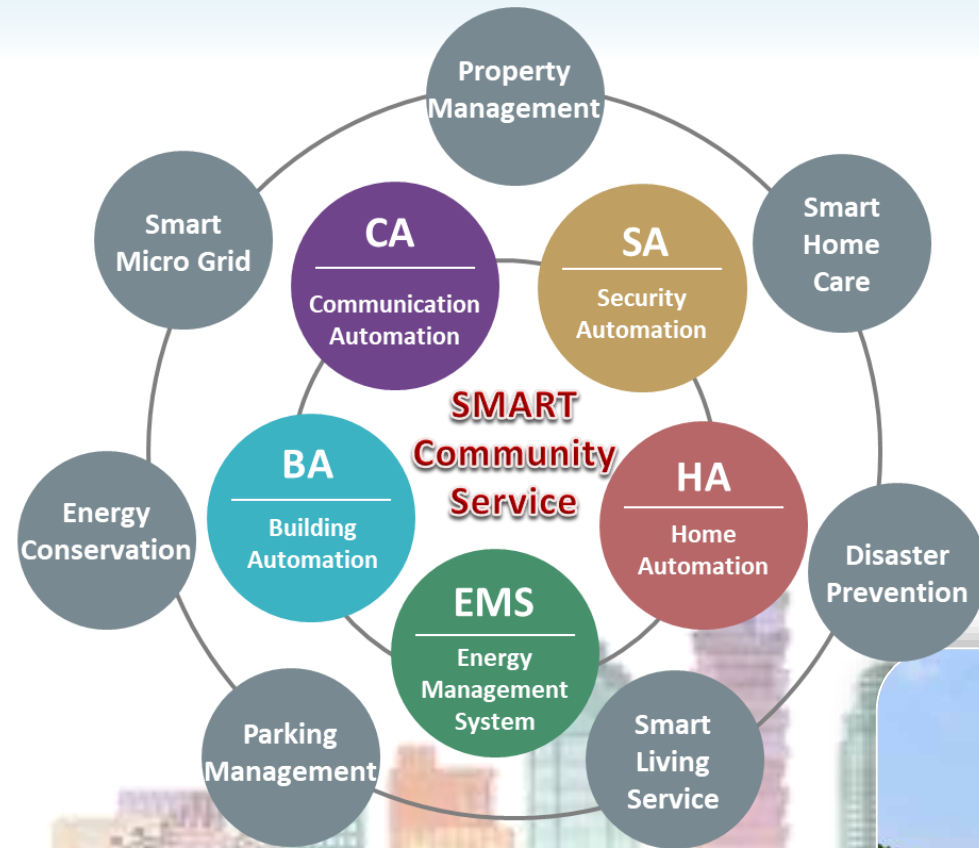 Property
Management
Smart
Micro Grid
CA
Communication
Automation
SA
Security
Automation
Smart
Home
Care
SMART
Community
Service
BA
Building
Automation
HA
Home
Automation
Energy
Conservation
EMS
Energy
Management
System
Disaster
Prevention
Parking
Management
Smart
Living
Service